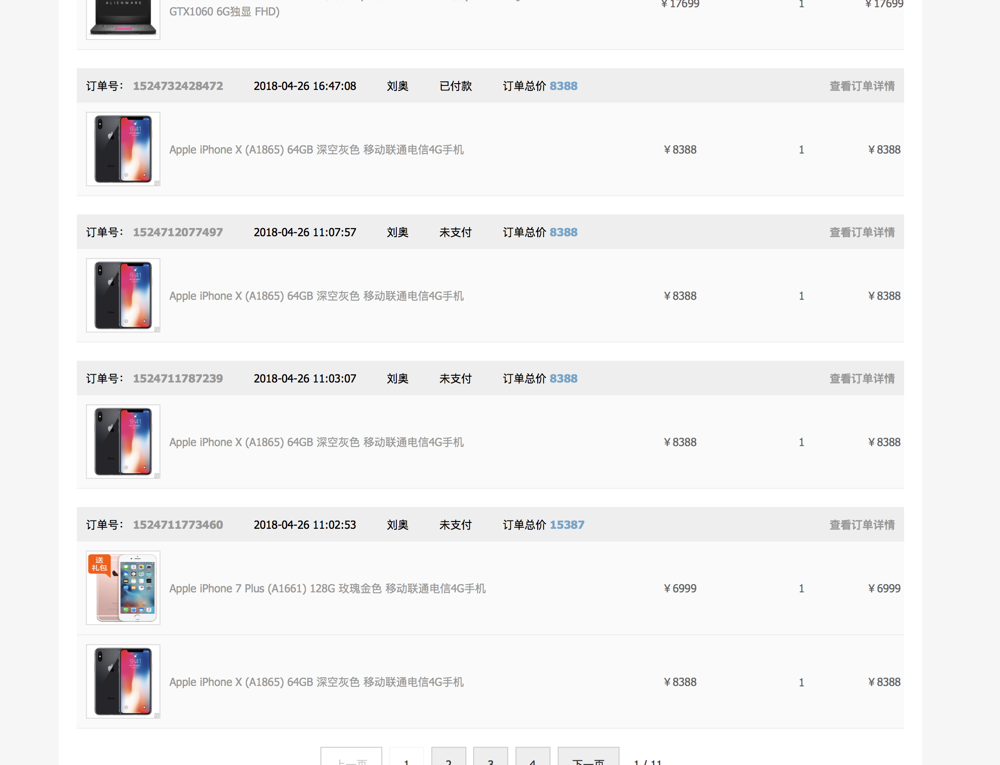 ALIENWARE
GTX1060 6G独显 FHD)
￥17699 1 ￥17699
订单号： 1524732428472 2018-04-26 16:47:08 刘奥 已付款 订单总价 8388 查看订单详情
9:41
Apple iPhone X (A1865) 64GB 深空灰色 移动联通电信4G手机 ￥8388 1 ￥8388
订单号： 1524712077497 2018-04-26 11:07:57 刘奥 未支付 订单总价 8388 查看订单详情
9:41
Apple iPhone X (A1865) 64GB 深空灰色 移动联通电信4G手机 ￥8388 1 ￥8388
订单号： 1524711787239 2018-04-26 11:03:07 刘奥 未支付 订单总价 8388 查看订单详情
9:41
Apple iPhone X (A1865) 64GB 深空灰色 移动联通电信4G手机 ￥8388 1 ￥8388
订单号： 1524711773460 2018-04-26 11:02:53 刘奥 未支付 订单总价 15387 查看订单详情
送
礼包
Apple iPhone 7 Plus (A1661) 128G 玫瑰金色 移动联通电信4G手机 ￥6999 1 ￥6999
9:41
Apple iPhone X (A1865) 64GB 深空灰色 移动联通电信4G手机 ￥8388 1 ￥8388
上一页 1 2 3 4 下一页 1 / 11